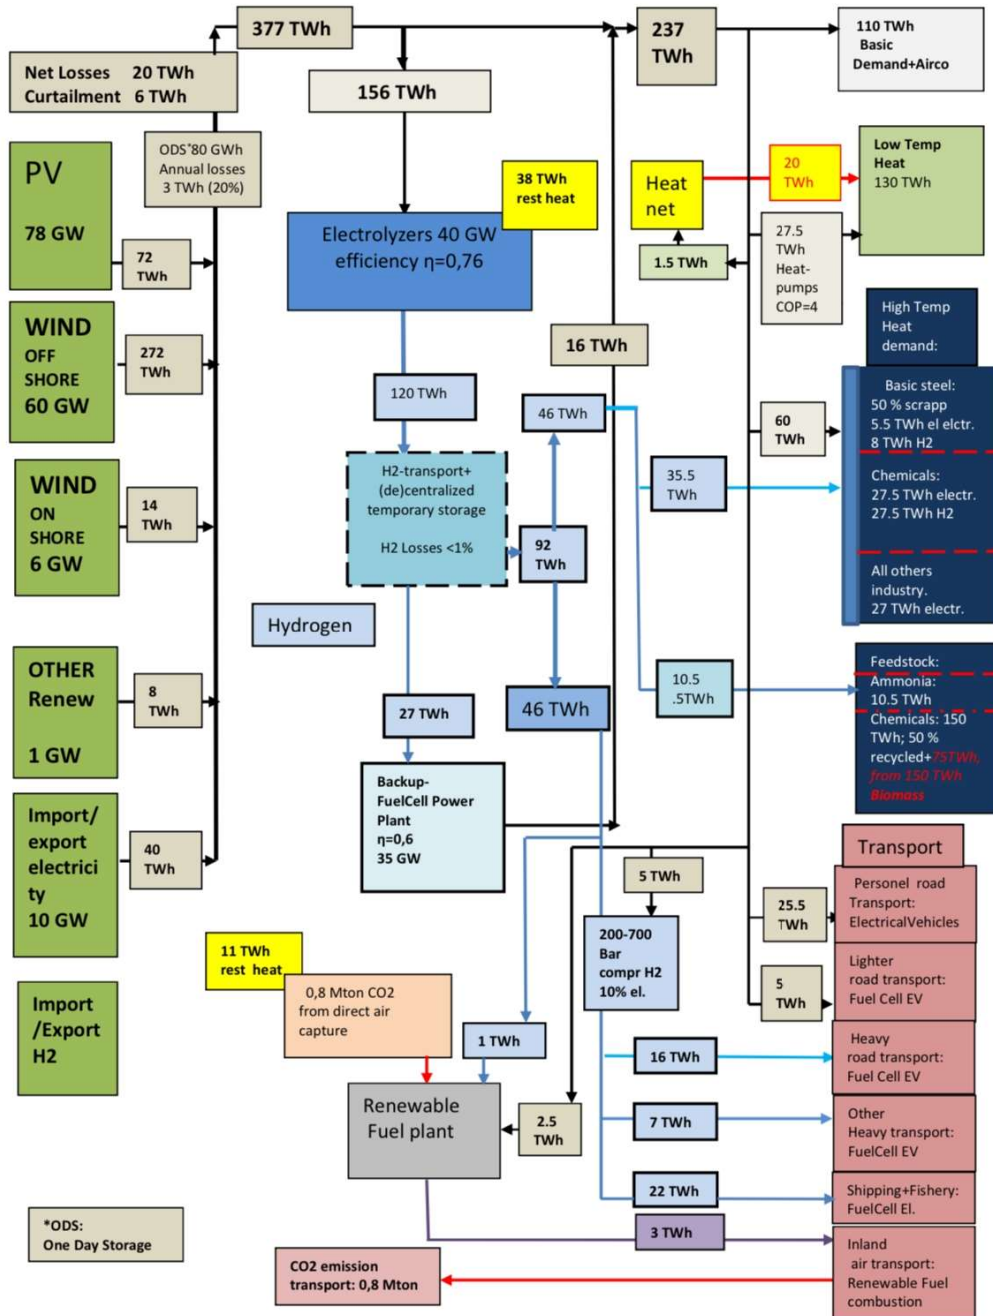 377 TWh
237
TWh
110 TWh
Basic
Demand+Airco
Net Losses 20 TWh
Curtailment 6 TWh
156 TWh
ODS*80 GWh
Annual losses
3 TWh (20%)
PV
78 GW
72
TWh
38 TWh
rest heat
Electrolyzers 40 GW
efficiency η=0,76
Heat
net
20
TWh
Low Temp
Heat
130 TWh
1.5 TWh
27.5
TWh
Heat-
pumps
COP=4
WIND
OFF
SHORE
60 GW
272
TWh
16 TWh
High Temp
Heat
demand:
120 TWh
46 TWh
60
TWh
Basic steel:
50 % scrapp
5.5 TWh el elctr.
8 TWh H2
WIND
ON
SHORE
6 GW
14
TWh
H2-transport+
(de)centralized
temporary storage
H2 Losses <1%
92
TWh
35.5
TWh
Chemicals:
27.5 TWh electr.
27.5 TWh H2
All others
industry.
27 TWh electr.
Hydrogen
OTHER
Renew
1 GW
8
TWh
27 TWh
46 TWh
10.5
.5TWh
Feedstock:
Ammonia:
10.5 TWh
Chemicals: 150
TWh; 50 %
recycled+75TWh,
from 150 TWh
Biomass
Import/
export
electrici
ty
10 GW
40
TWh
Backup-
FuelCell Power
Plant
η=0,6
35 GW
Transport
5 TWh
25.5
TWh
Personel road
Transport:
ElectricalVehicles
200-700
Bar
compr H2
10% el.
11 TWh
rest heat
0,8 Mton CO2
from direct air
capture
5
TWh
Lighter
road transport:
Fuel Cell EV
Import
/Export
H2
1 TWh
16 TWh
Heavy
road transport:
Fuel Cell EV
Renewable
Fuel plant
2.5
TWh
7 TWh
Other
Heavy transport:
FuelCell EV
22 TWh
Shipping+Fishery:
FuelCell El.
*ODS:
One Day Storage
3 TWh
Inland
air transport:
Renewable Fuel
combustion
CO2 emission
transport: 0,8 Mton